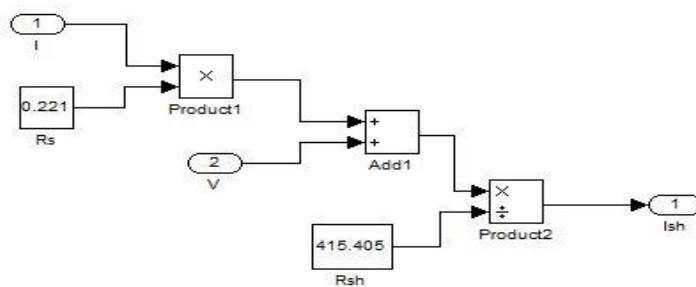 1
I
0.221
Rs
×
Product1
2
V
+
+
Add1
415.405
Rsh
×
÷
Product2
1
Ish